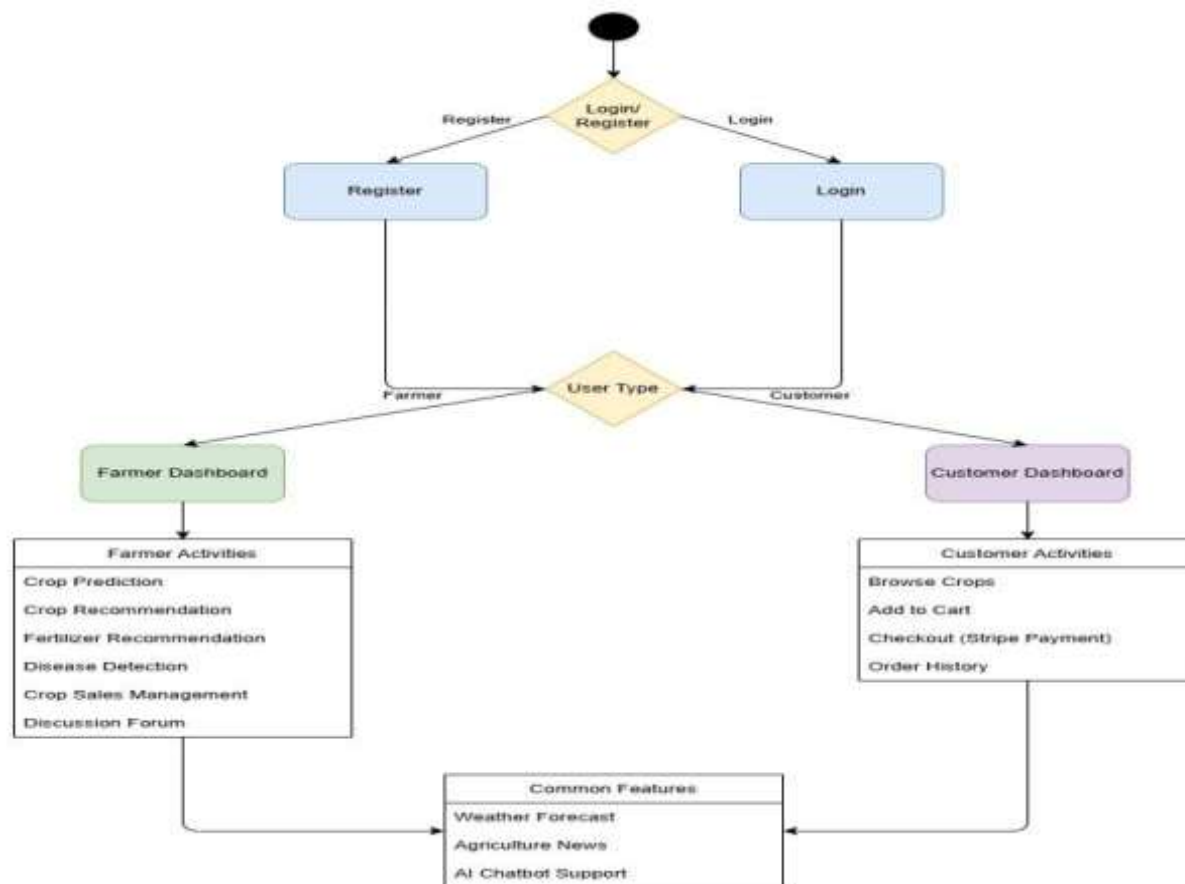 Login/
Register
Register
Login
Register
Login
User Type
Farmer
Customer
Farmer Dashboard
Customer Dashboard
Farmer Activities
Crop Prediction
Crop Recommendation
Fertilizer Recommendation
Disease Detection
Crop Sales Management
Discussion Forum
Customer Activities
Browse Crops
Add to Cart
Checkout (Stripe Payment)
Order History
Common Features
Weather Forecast
Agriculture News
AI Chatbot Support